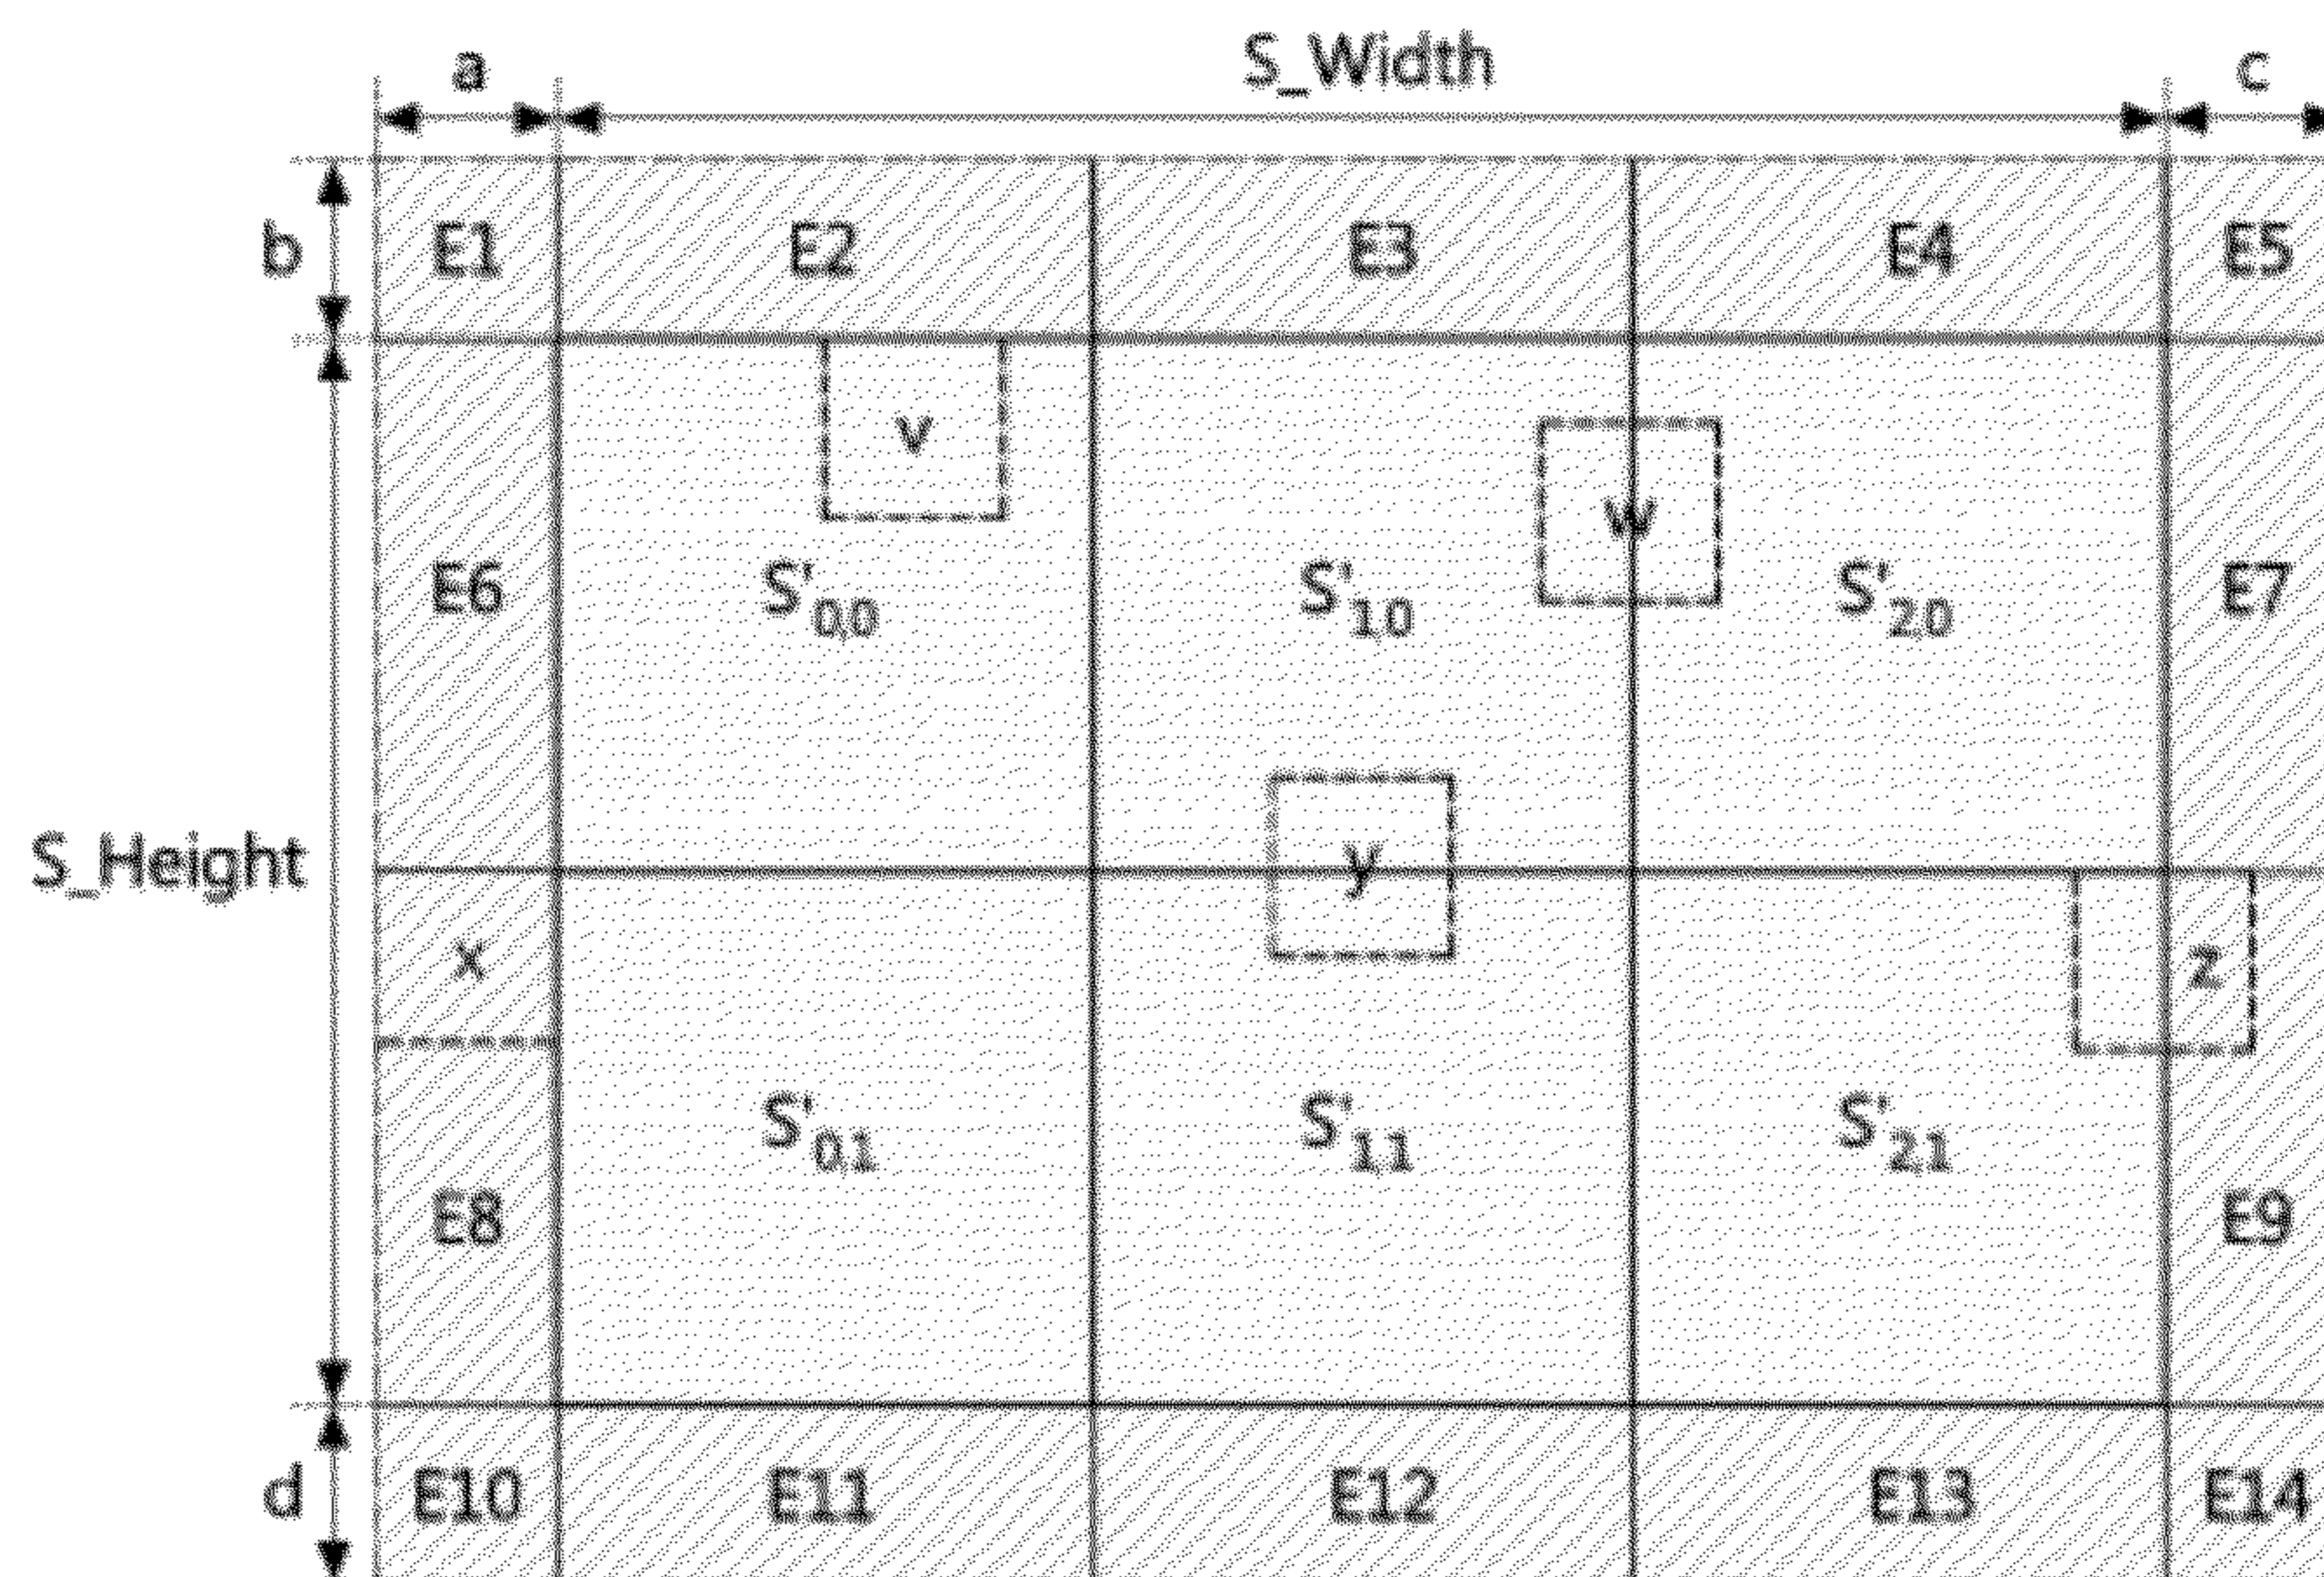 a S_Width c
b E1 E2 E3 E4 E5
v
w
E6 S'0,0 S'1,0 S'2,0 E7
S_Height y
x z
S'0,1 S'1,1 S'2,1
E8 E9
d E10 E11 E12 E13 E14